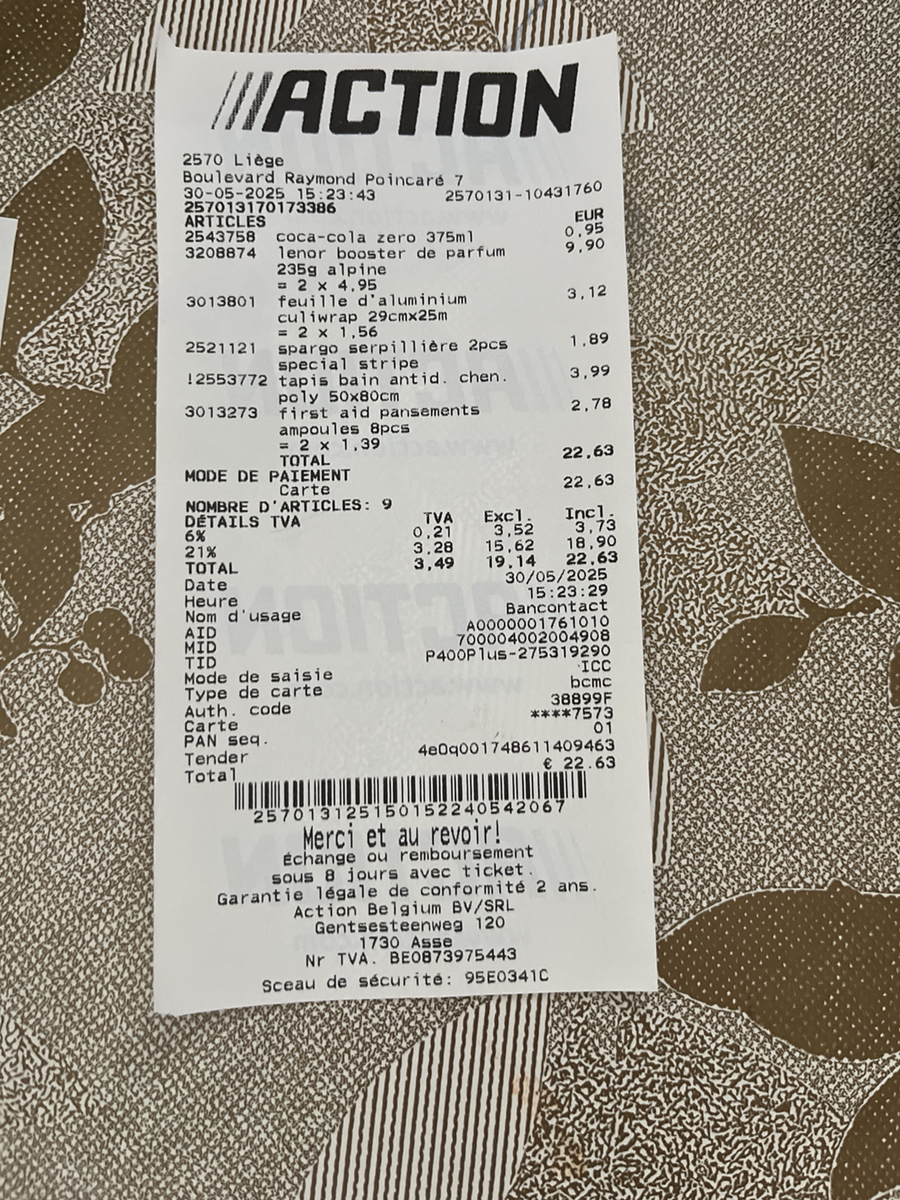 ///ACTION
2570 Liège
Boulevard Raymond Poincaré 7
30-05-2025 15:23:43 2570131-10431760
257013170173386
ARTICLES EUR
2543758 coca-cola zero 375ml 0,95
3208874 lenor booster de parfum 9,90
235g alpine
= 2 x 4,95
3013801 feuille d'aluminium 3,12
culiwrap 29cmx25m
= 2 x 1,56
2521121 spargo serpillière 2pcs 1,89
special stripe
!2553772 tapis bain antid. chen. 3,99
poly 50x80cm
3013273 first aid pansements 2,78
ampoules 8pcs
= 2 x 1,39
TOTAL 22,63
MODE DE PAIEMENT
Carte 22,63
NOMBRE D'ARTICLES: 9
DÉTAILS TVA TVA Excl. Incl.
6% 0,21 3,52 3,73
21% 3,28 15,62 18,90
TOTAL 3,49 19,14 22,63
Date 30/05/2025
Heure 15:23:29
Nom d'usage Bancontact
AID A0000001761010
MID 700004002004908
TID P400Plus-275319290
Mode de saisie ICC
Type de carte bcmc
Auth. code 38899F
Carte ****7573
PAN seq. 01
Tender 4e0q001748611409463
Total € 22.63
2570131251501522405​42067
Merci et au revoir!
Échange ou remboursement
sous 8 jours avec ticket.
Garantie légale de conformité 2 ans.
Action Belgium BV/SRL
Gentsesteenweg 120
1730 Asse
Nr TVA. BE0873975443
Sceau de sécurité: 95E0341C